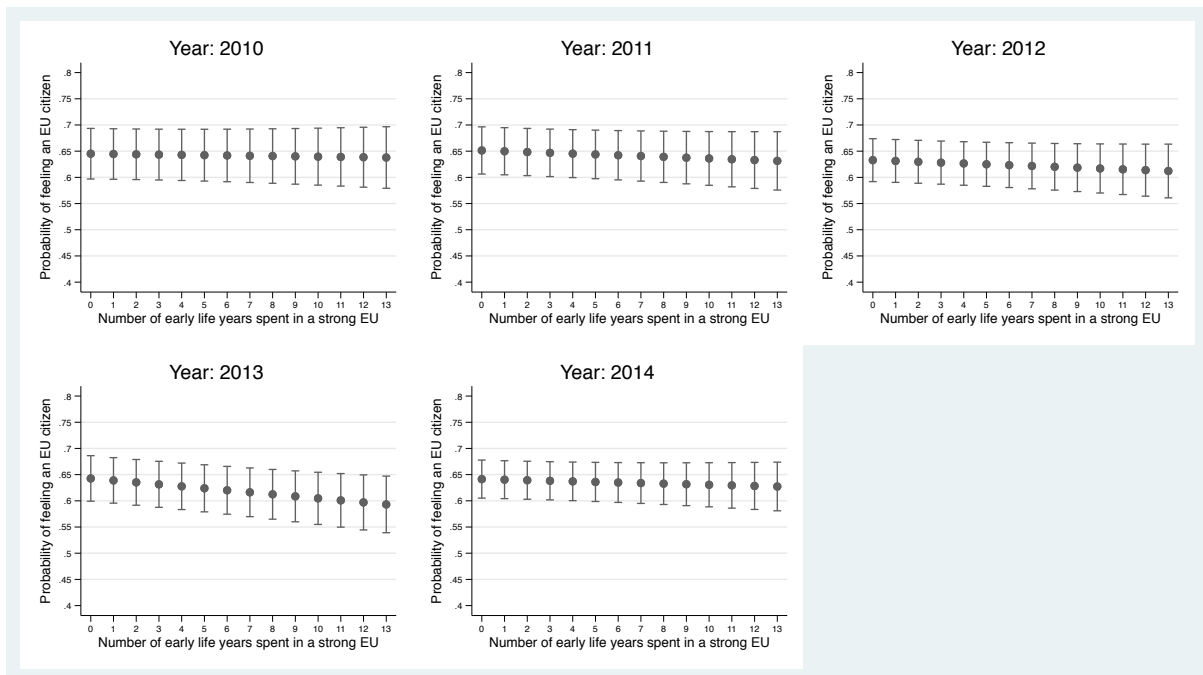 Year: 2010
Probability of feeling an EU citizen
.8
.75
.7
.65
.6
.55
.5
.45
.4
0 1 2 3 4 5 6 7 8 9 10 11 12 13
Number of early life years spent in a strong EU
Year: 2011
Probability of feeling an EU citizen
.8
.75
.7
.65
.6
.55
.5
.45
.4
0 1 2 3 4 5 6 7 8 9 10 11 12 13
Number of early life years spent in a strong EU
Year: 2012
Probability of feeling an EU citizen
.8
.75
.7
.65
.6
.55
.5
.45
.4
0 1 2 3 4 5 6 7 8 9 10 11 12 13
Number of early life years spent in a strong EU
Year: 2013
Probability of feeling an EU citizen
.8
.75
.7
.65
.6
.55
.5
.45
.4
0 1 2 3 4 5 6 7 8 9 10 11 12 13
Number of early life years spent in a strong EU
Year: 2014
Probability of feeling an EU citizen
.8
.75
.7
.65
.6
.55
.5
.45
.4
0 1 2 3 4 5 6 7 8 9 10 11 12 13
Number of early life years spent in a strong EU